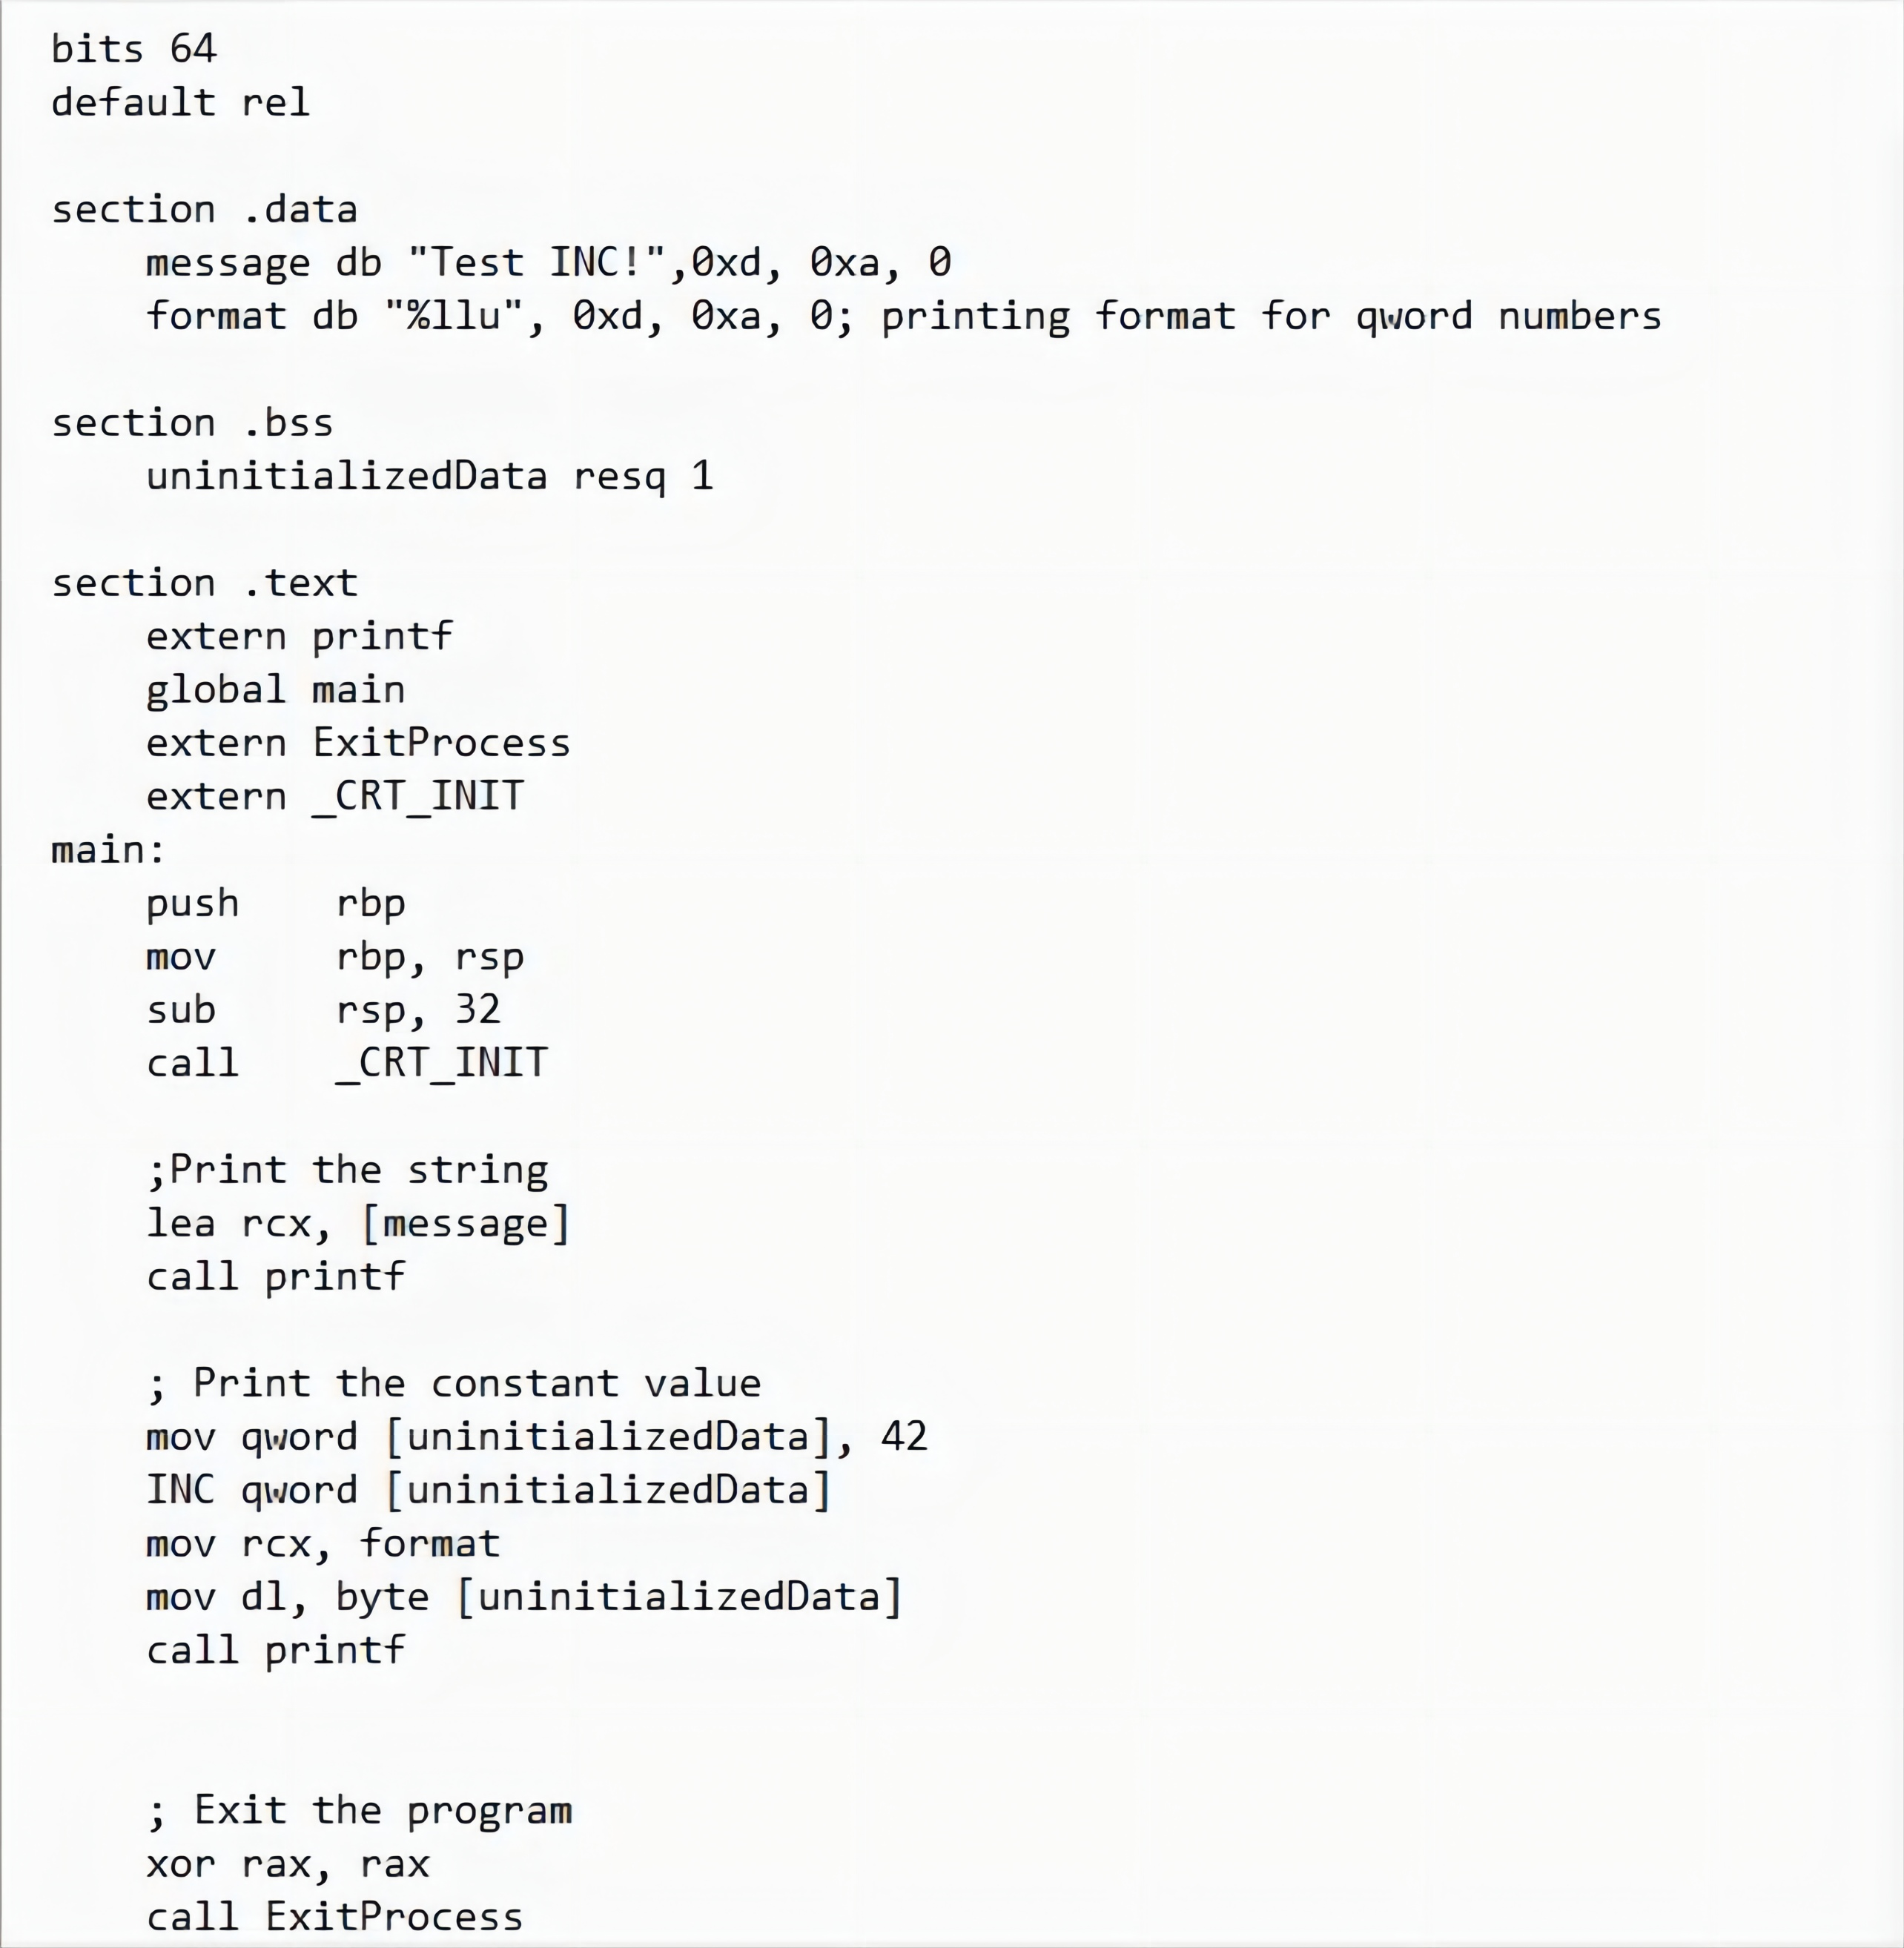 bits 64
default rel
section .data
message db "Test INC!",0xd, 0xa, 0
format db "%llu", 0xd, 0xa, 0; printing format for qword numbers
section .bss
uninitializedData resq 1
section .text
extern printf
global main
extern ExitProcess
extern _CRT_INIT
main:
push    rbp
mov     rbp, rsp
sub     rsp, 32
call    _CRT_INIT
;Print the string
lea rcx, [message]
call printf
; Print the constant value
mov qword [uninitializedData], 42
INC qword [uninitializedData]
mov rcx, format
mov dl, byte [uninitializedData]
call printf
; Exit the program
xor rax, rax
call ExitProcess